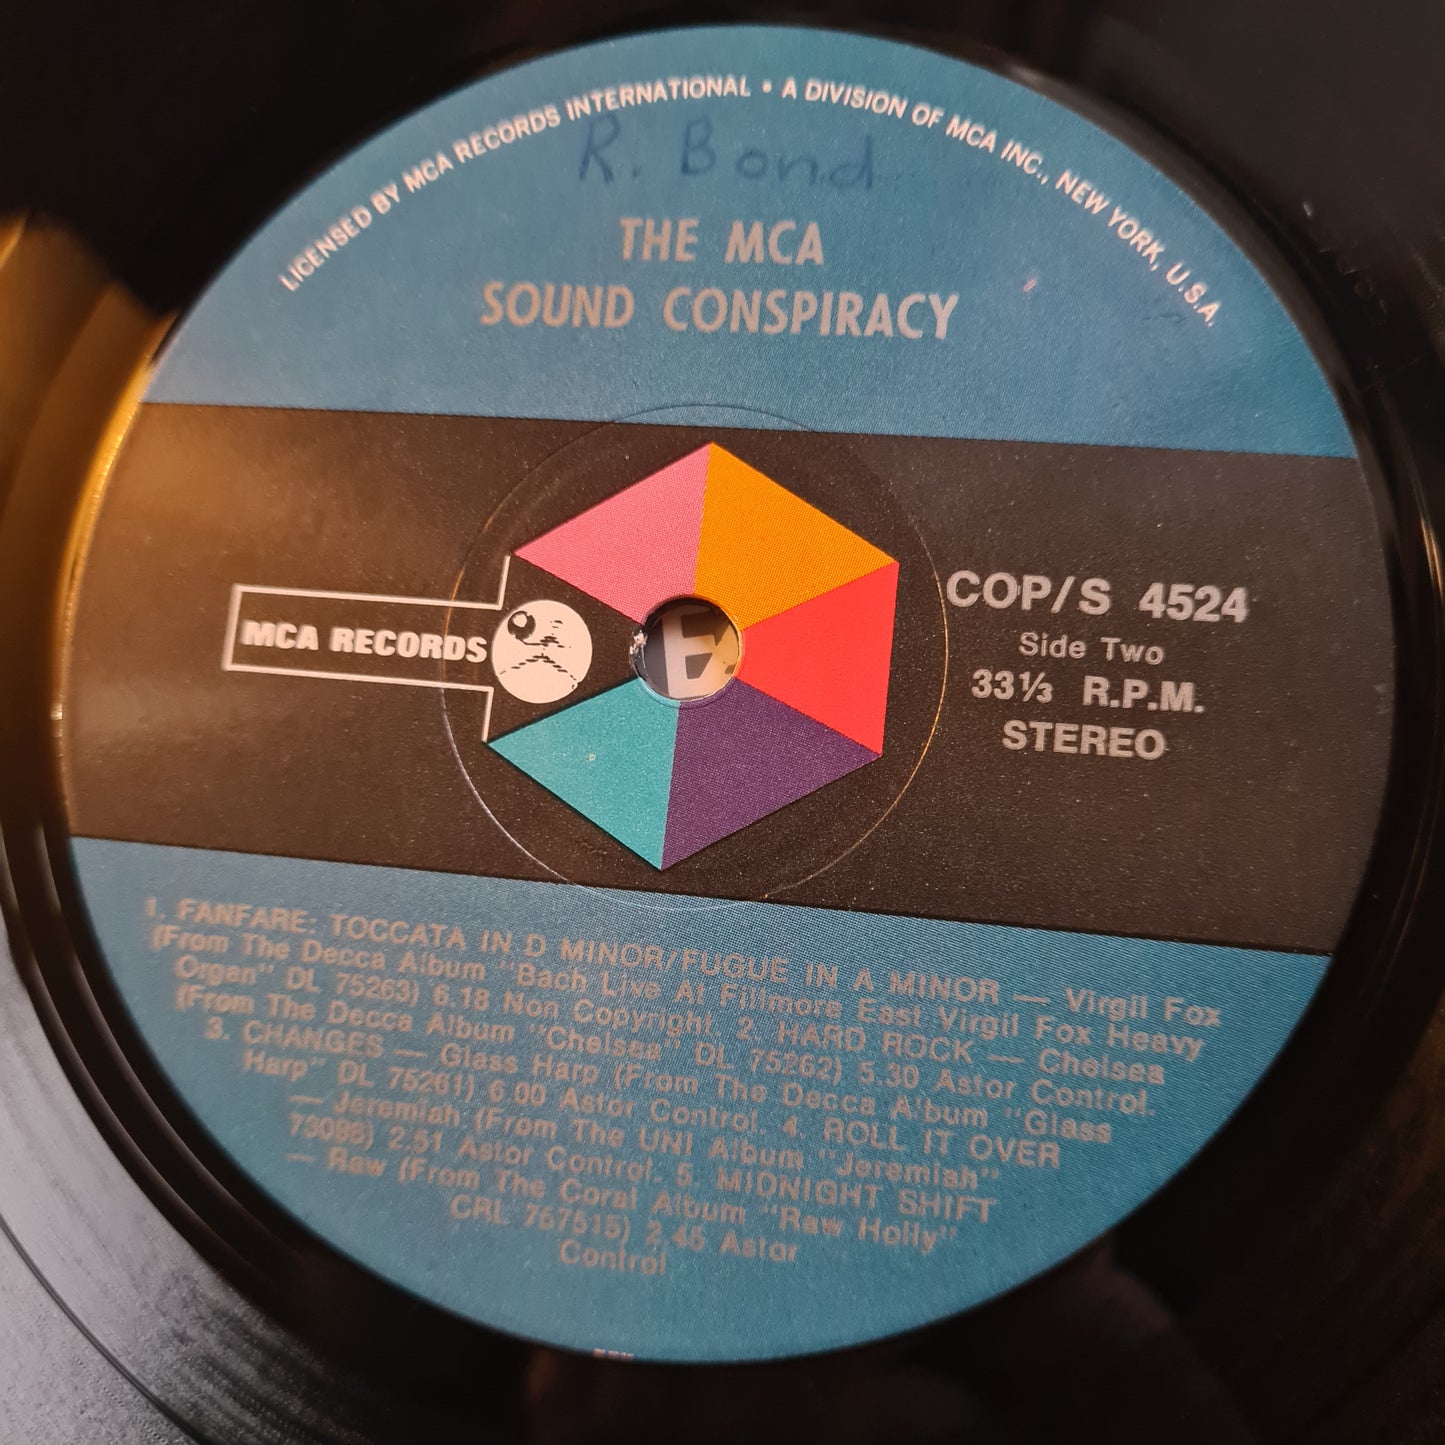 LICENSED BY MCA RECORDS INTERNATIONAL • A DIVISION OF MCA INC., NEW YORK, U.S.A.
R. Bond
THE MCA
SOUND CONSPIRACY
MCA RECORDS
COP/S 4524
Side Two
33⅓ R.P.M.
STEREO
1. FANFARE: TOCCATA IN D MINOR/FUGUE IN A MINOR — Virgil Fox
(From The Decca Album "Bach Live At Fillmore East Virgil Fox Heavy
Organ" DL 75263) 6.18 Non Copyright. 2. HARD ROCK — Chelsea
(From The Decca Album "Chelsea" DL 75262) 5.30 Astor Control.
3. CHANGES — Glass Harp (From The Decca Album "Glass
Harp" DL 75261) 6.00 Astor Control. 4. ROLL IT OVER
— Jeremiah (From The UNI Album "Jeremiah"
73098) 2.51 Astor Control. 5. MIDNIGHT SHIFT
— Raw (From The Coral Album "Raw Holly"
CRL 757515) 2.45 Astor
Control